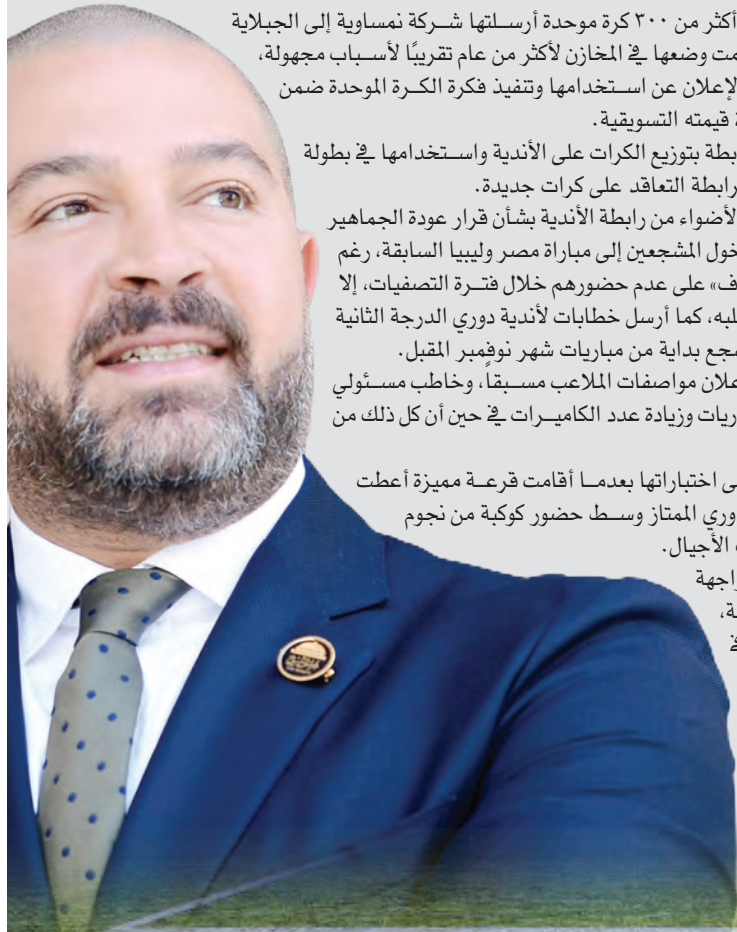 أكثر من ٣٠٠ كرة موحدة أرسلتها شركة نمساوية إلى الجبلاية
مت وضعها في المخازن لأكثر من عام تقريبًا لأسباب مجهولة،
لإعلان عن استخدامها وتنفيذ فكرة الكرة الموحدة ضمن
ة قيمته التسويقية.
بطة بتوزيع الكرات على الأندية واستخدامها في بطولة
رابطة التعاقد على كرات جديدة.
لأضواء من رابطة الأندية بشأن قرار عودة الجماهير
خول المشجعين إلى مباراة مصر وليبيا السابقة، رغم
ف» على عدم حضورهم خلال فترة التصفيات، إلا
لبه، كما أرسل خطابات لأندية دوري الدرجة الثانية
مجع بداية من مباريات شهر نوفمبر المقبل.
علان مواصفات الملاعب مسبقاً، وخاطب مسئولي
ريات وزيادة عدد الكاميرات في حين أن كل ذلك من
ى اختباراتها بعدما أقامت قرعة مميزة أعطت
وري الممتاز وسط حضور كوكبة من نجوم
الأجيال.
اجهة
ة،
في